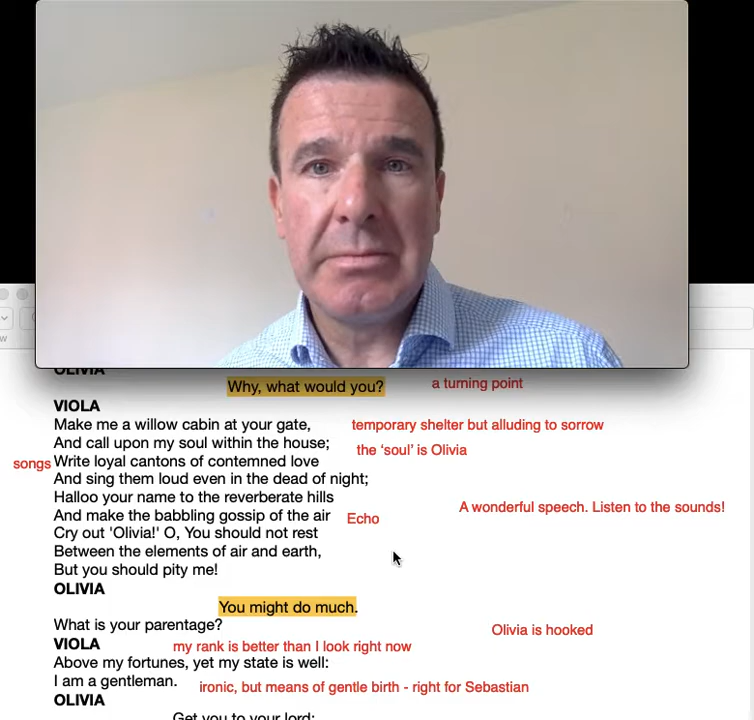 OLIVIA
Why, what would you? a turning point
VIOLA
Make me a willow cabin at your gate, temporary shelter but alluding to sorrow
And call upon my soul within the house; the ‘soul’ is Olivia
songs Write loyal cantons of contemned love
And sing them loud even in the dead of night;
Halloo your name to the reverberate hills
A wonderful speech. Listen to the sounds!
And make the babbling gossip of the air Echo
Cry out 'Olivia!' O, You should not rest
Between the elements of air and earth,
But you should pity me!
OLIVIA
You might do much.
What is your parentage? Olivia is hooked
VIOLA my rank is better than I look right now
Above my fortunes, yet my state is well:
I am a gentleman. ironic, but means of gentle birth - right for Sebastian
OLIVIA
Get you to your lord;